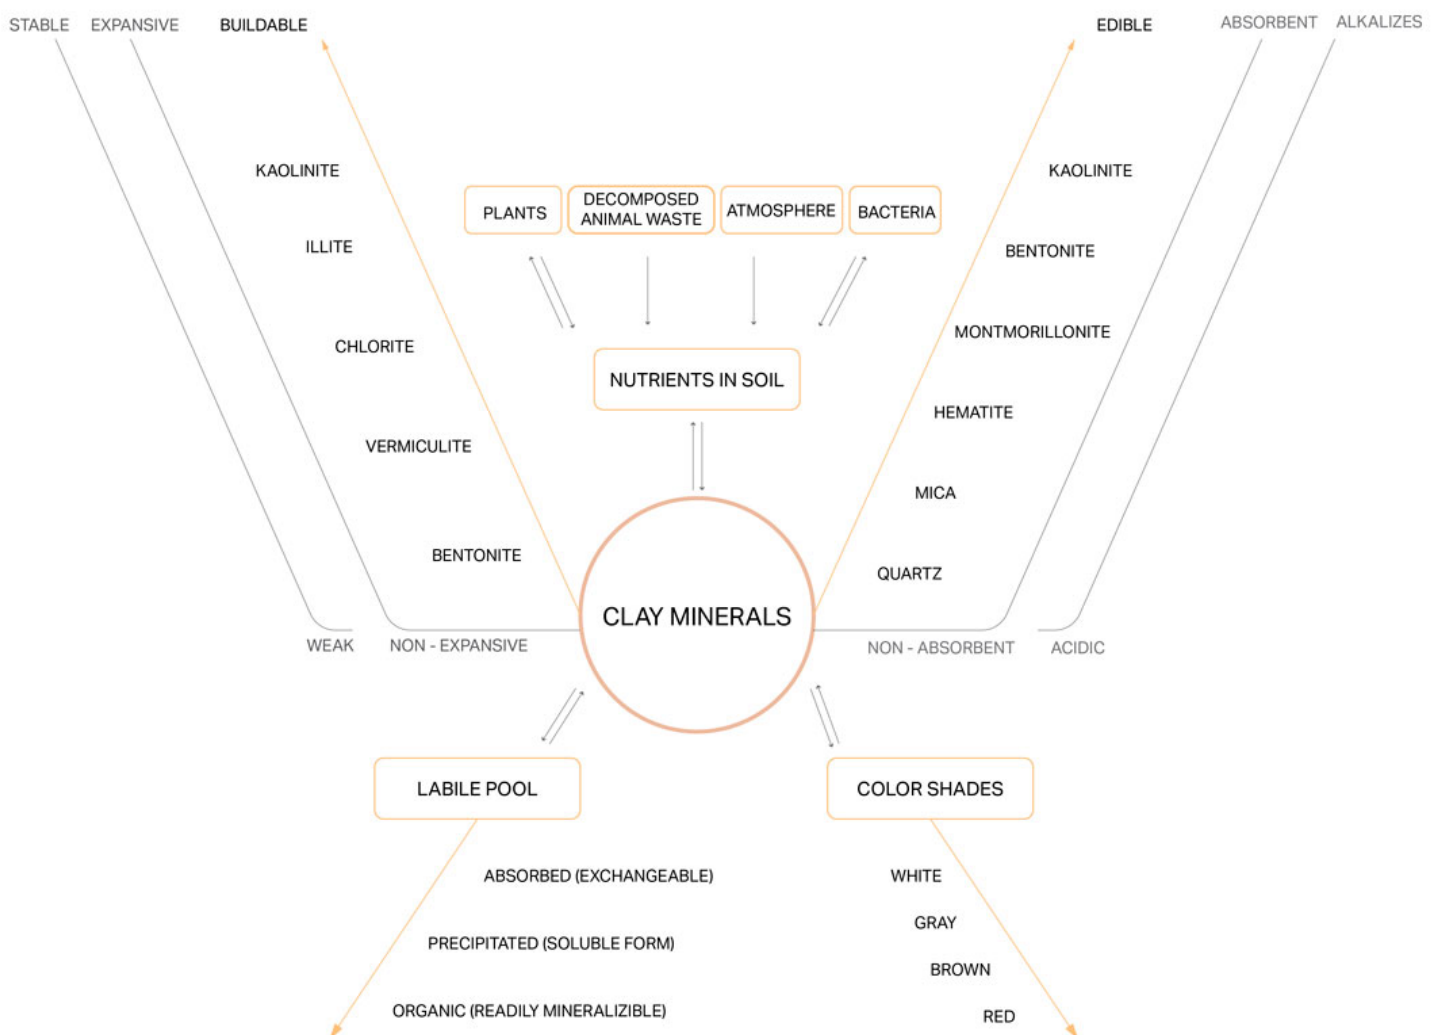 STABLE
EXPANSIVE
BUILDABLE
EDIBLE
ABSORBENT
ALKALIZES
KAOLINITE
ILLITE
CHLORITE
VERMICULITE
BENTONITE
WEAK
NON - EXPANSIVE
PLANTS
DECOMPOSED
ANIMAL WASTE
ATMOSPHERE
BACTERIA
NUTRIENTS IN SOIL
CLAY MINERALS
KAOLINITE
BENTONITE
MONTMORILLONITE
HEMATITE
MICA
QUARTZ
NON - ABSORBENT
ACIDIC
LABILE POOL
ABSORBED (EXCHANGEABLE)
PRECIPITATED (SOLUBLE FORM)
ORGANIC (READILY MINERALIZIBLE)
COLOR SHADES
WHITE
GRAY
BROWN
RED